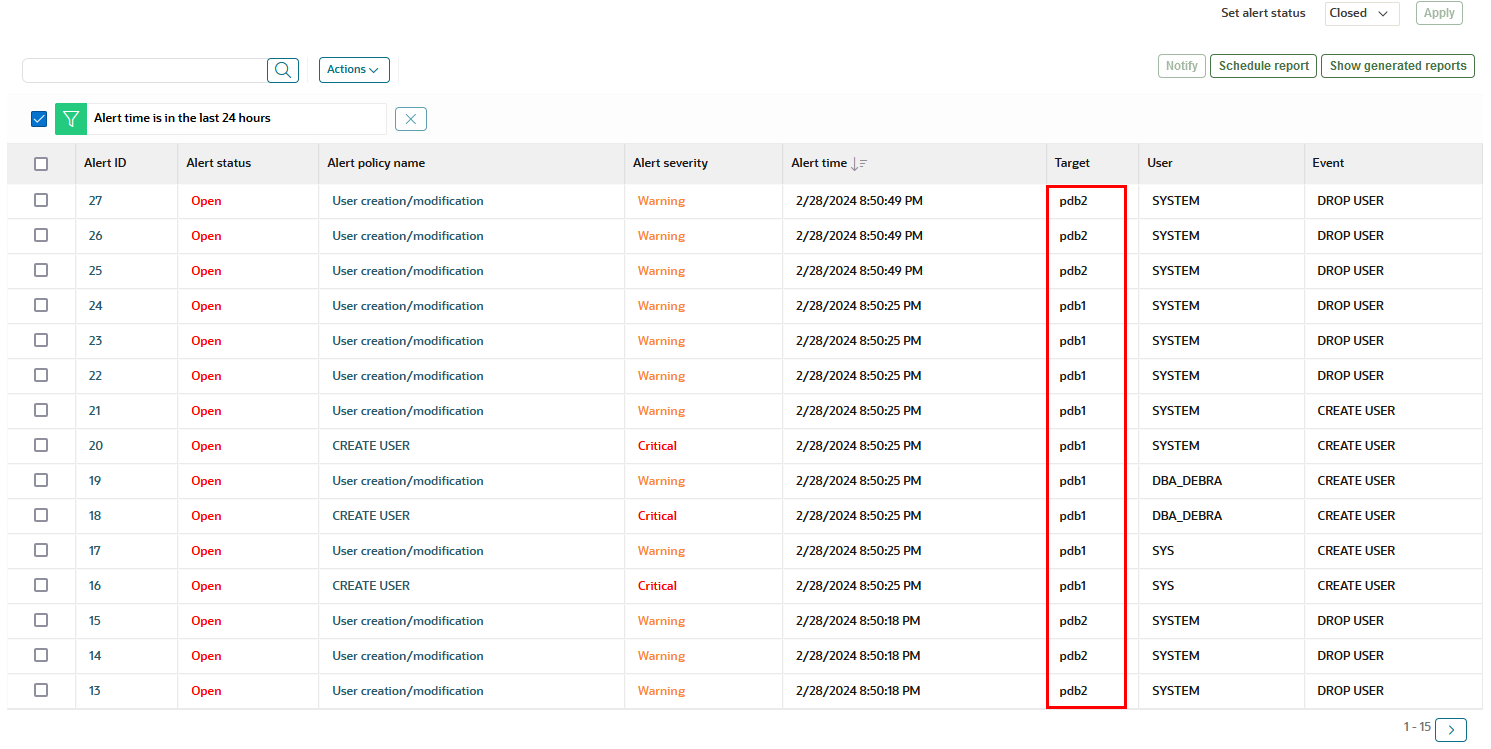 Set alert status Closed Apply
Actions Notify Schedule report Show generated reports
Alert time is in the last 24 hours
Alert ID Alert status Alert policy name Alert severity Alert time Target User Event
27 Open User creation/modification Warning 2/28/2024 8:50:49 PM pdb2 SYSTEM DROP USER
26 Open User creation/modification Warning 2/28/2024 8:50:49 PM pdb2 SYSTEM DROP USER
25 Open User creation/modification Warning 2/28/2024 8:50:49 PM pdb2 SYSTEM DROP USER
24 Open User creation/modification Warning 2/28/2024 8:50:25 PM pdb1 SYSTEM DROP USER
23 Open User creation/modification Warning 2/28/2024 8:50:25 PM pdb1 SYSTEM DROP USER
22 Open User creation/modification Warning 2/28/2024 8:50:25 PM pdb1 SYSTEM DROP USER
21 Open User creation/modification Warning 2/28/2024 8:50:25 PM pdb1 SYSTEM CREATE USER
20 Open CREATE USER Critical 2/28/2024 8:50:25 PM pdb1 SYSTEM CREATE USER
19 Open User creation/modification Warning 2/28/2024 8:50:25 PM pdb1 DBA_DEBRA CREATE USER
18 Open CREATE USER Critical 2/28/2024 8:50:25 PM pdb1 DBA_DEBRA CREATE USER
17 Open User creation/modification Warning 2/28/2024 8:50:25 PM pdb1 SYS CREATE USER
16 Open CREATE USER Critical 2/28/2024 8:50:25 PM pdb1 SYS CREATE USER
15 Open User creation/modification Warning 2/28/2024 8:50:18 PM pdb2 SYSTEM DROP USER
14 Open User creation/modification Warning 2/28/2024 8:50:18 PM pdb2 SYSTEM DROP USER
13 Open User creation/modification Warning 2/28/2024 8:50:18 PM pdb2 SYSTEM DROP USER
1 - 15